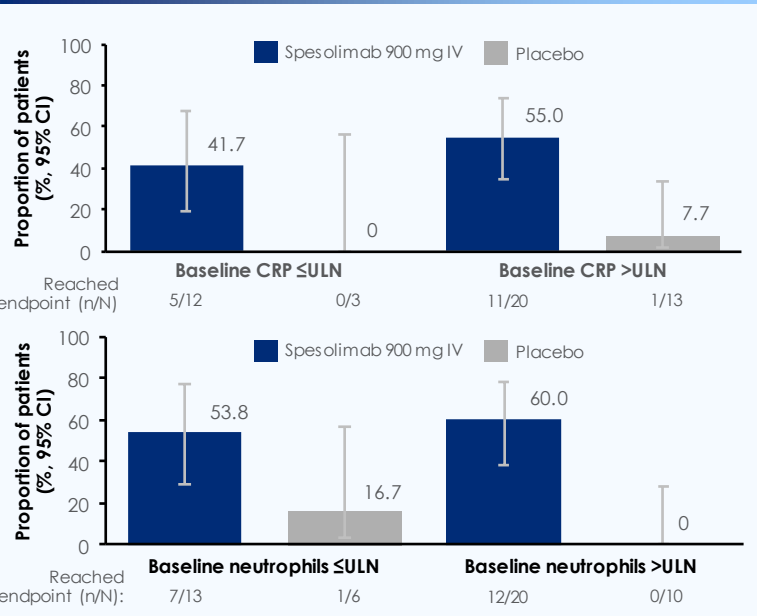 100
80
60
40
20
0
Proportion of patients
(%, 95% CI)
Spesolimab 900 mg IV
Placebo
41.7
0
55.0
7.7
Baseline CRP ≤ULN
Baseline CRP >ULN
Reached
endpoint (n/N)
5/12
0/3
11/20
1/13
100
80
60
40
20
0
Proportion of patients
(%, 95% CI)
Spesolimab 900 mg IV
Placebo
53.8
16.7
60.0
0
Baseline neutrophils ≤ULN
Baseline neutrophils >ULN
Reached
endpoint (n/N):
7/13
1/6
12/20
0/10